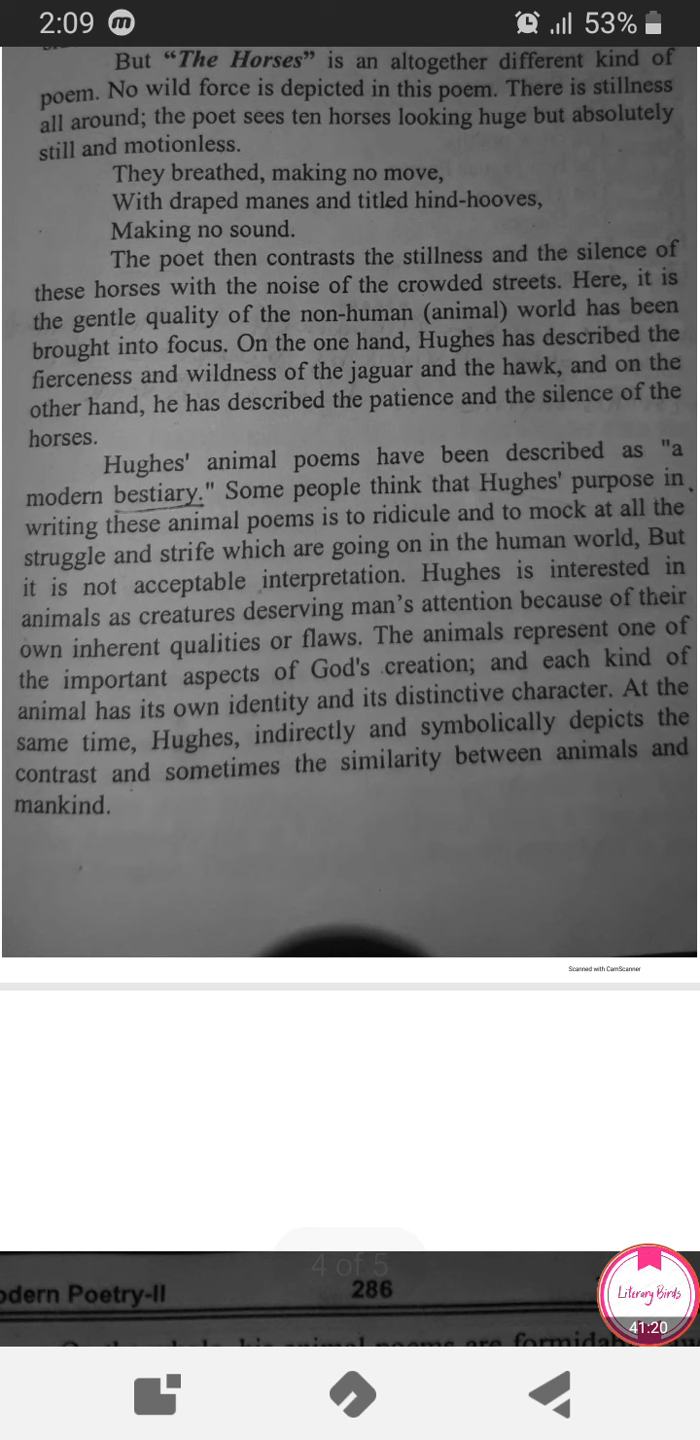 2:09 m 53%
But “The Horses” is an altogether different kind of
poem. No wild force is depicted in this poem. There is stillness
all around; the poet sees ten horses looking huge but absolutely
still and motionless.
They breathed, making no move,
With draped manes and titled hind-hooves,
Making no sound.
The poet then contrasts the stillness and the silence of
these horses with the noise of the crowded streets. Here, it is
the gentle quality of the non-human (animal) world has been
brought into focus. On the one hand, Hughes has described the
fierceness and wildness of the jaguar and the hawk, and on the
other hand, he has described the patience and the silence of the
horses.
Hughes' animal poems have been described as "a
modern bestiary." Some people think that Hughes' purpose in
writing these animal poems is to ridicule and to mock at all the
struggle and strife which are going on in the human world, But
it is not acceptable interpretation. Hughes is interested in
animals as creatures deserving man’s attention because of their
own inherent qualities or flaws. The animals represent one of
the important aspects of God's creation; and each kind of
animal has its own identity and its distinctive character. At the
same time, Hughes, indirectly and symbolically depicts the
contrast and sometimes the similarity between animals and
mankind.
Scanned with CamScanner
4 of 5
odern Poetry-II 286
Literary Birds
41:20
animal poems are